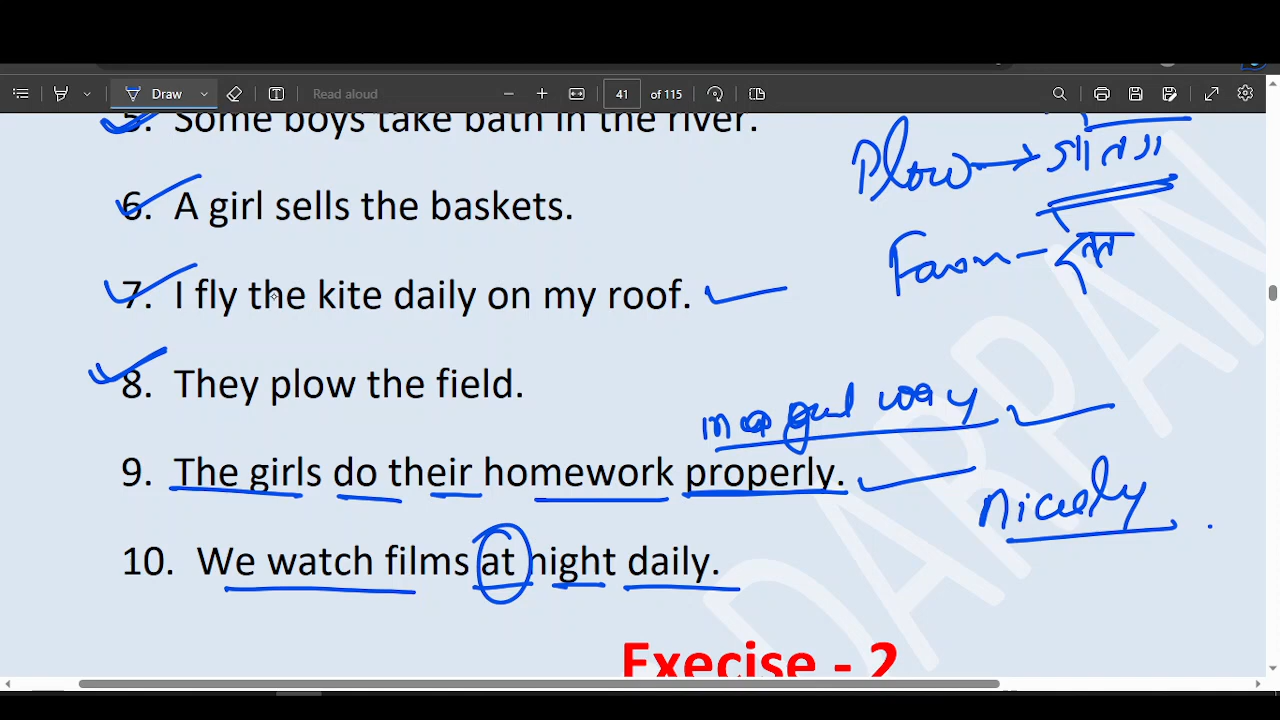 Draw
Read aloud
41 of 115
5. Some boys take bath in the river.
6. A girl sells the baskets.
7. I fly the kite daily on my roof.
8. They plow the field.
9. The girls do their homework properly.
10. We watch films at night daily.
Execise - 2
Plow
in a good way
nicely
DARPAN